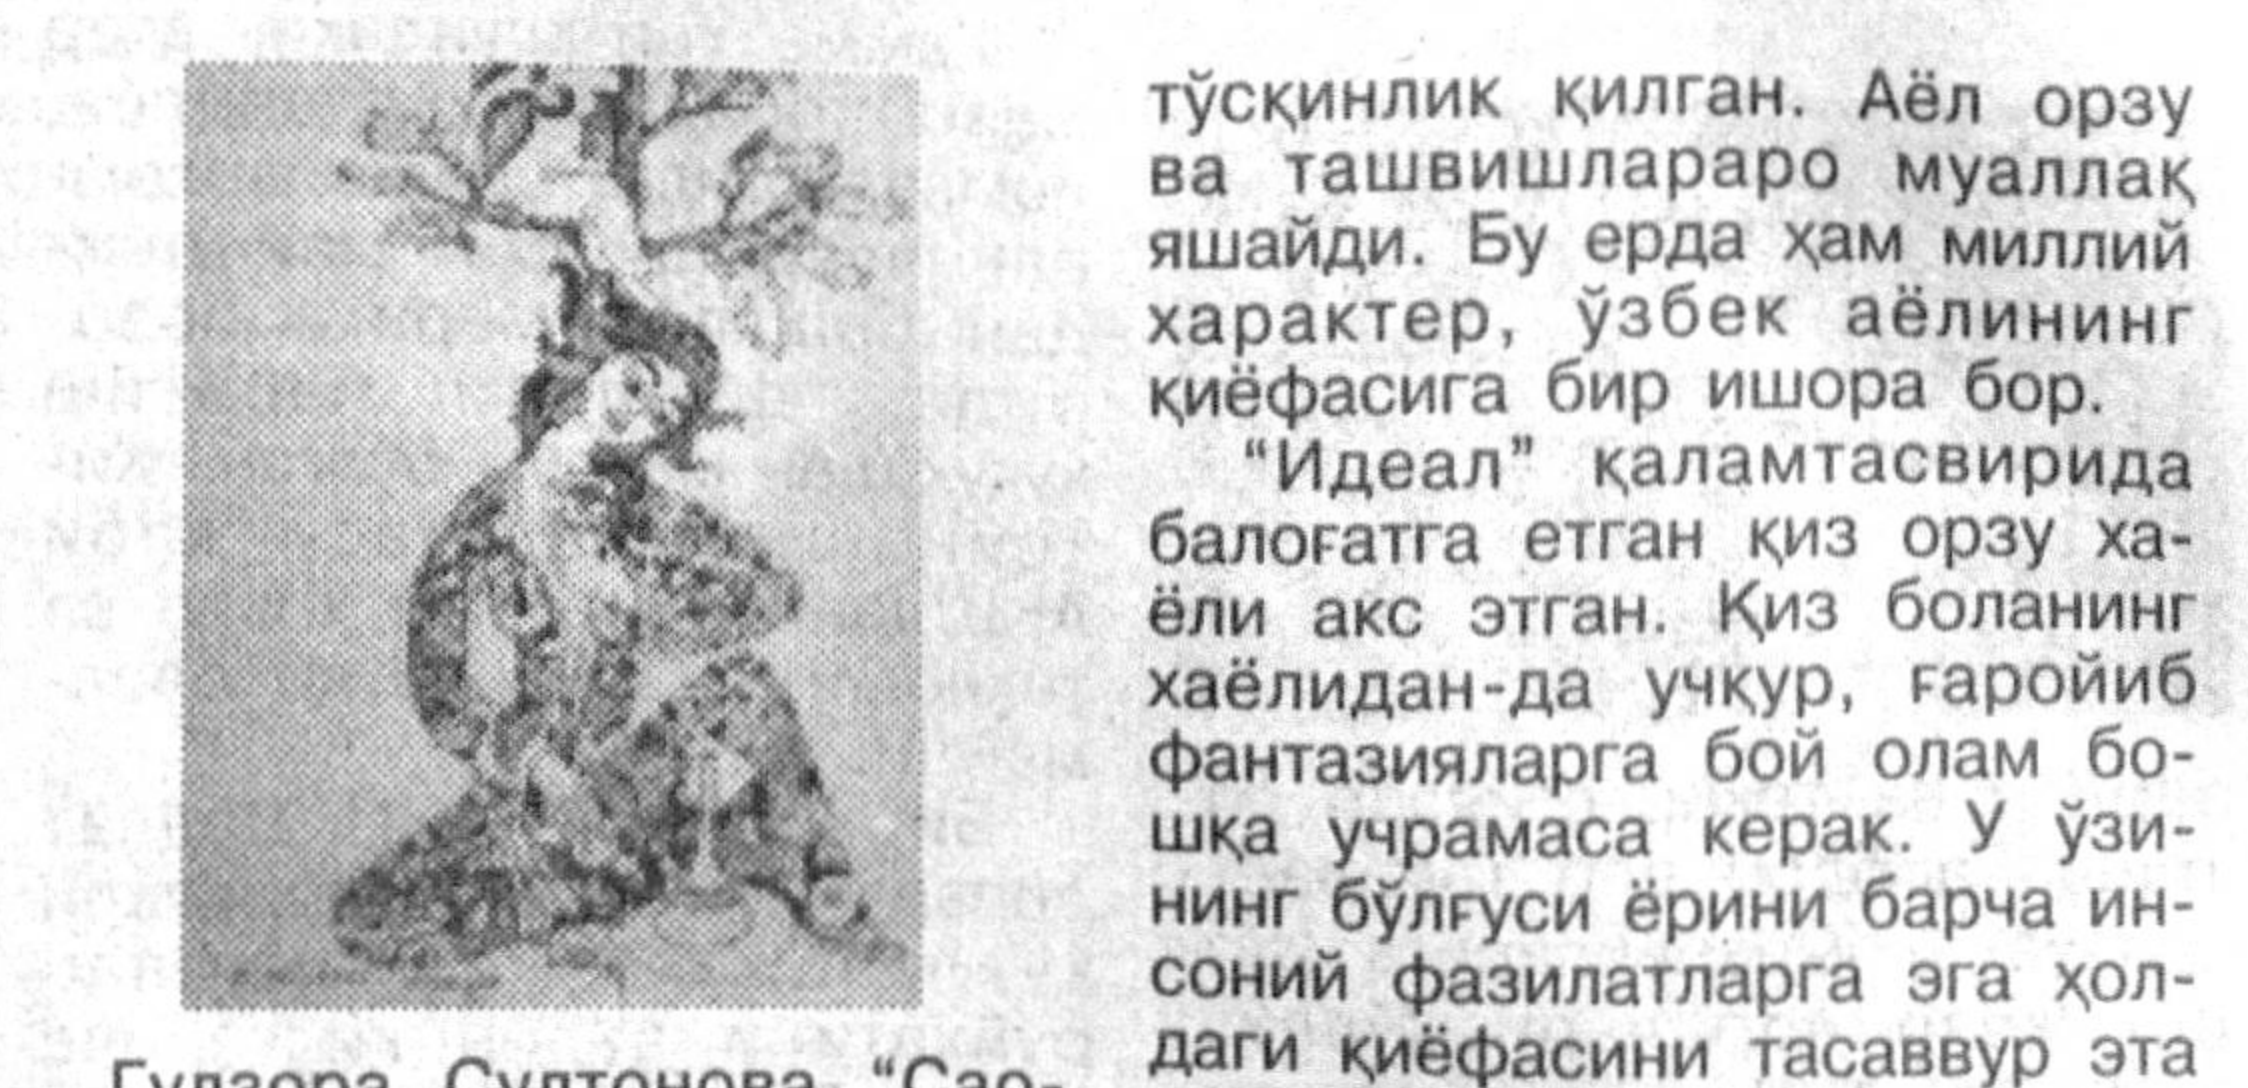 тўсқинлик қилган. Аёл орзу
ва ташвишлараро муаллақ
яшайди. Бу ерда ҳам миллий
характер, ўзбек аёлининг
қиёфасига бир ишора бор.
“Идеал” қаламтасвирида
балоғатга етган қиз орзу ха-
ёли акс этган. Қиз боланинг
хаёлидан-да учқур, ғаройиб
фантазияларга бой олам бо-
шқа учрамаса керак. У ўзи-
нинг бўлғуси ёрини барча ин-
соний фазилатларга эга ҳол-
даги қиёфасини тасаввур эта
Султонова